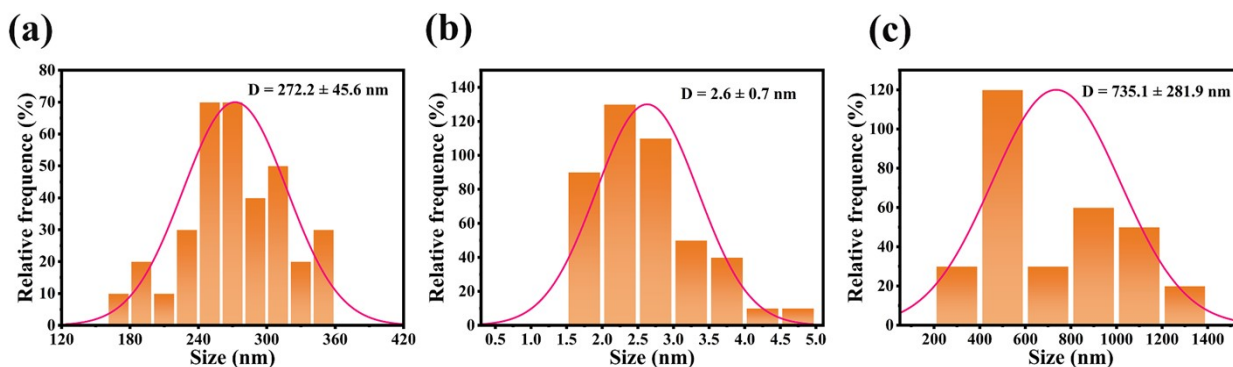 (a)
D = 272.2 ± 45.6 nm
Relative frequence (%)
80
70
60
50
40
30
20
10
0
120 180 240 300 360 420
Size (nm)
(b)
D = 2.6 ± 0.7 nm
Relative frequence (%)
140
120
100
80
60
40
20
0
0.5 1.0 1.5 2.0 2.5 3.0 3.5 4.0 4.5 5.0
Size (nm)
(c)
D = 735.1 ± 281.9 nm
Relative frequence (%)
120
100
80
60
40
20
0
200 400 600 800 1000 1200 1400
Size (nm)